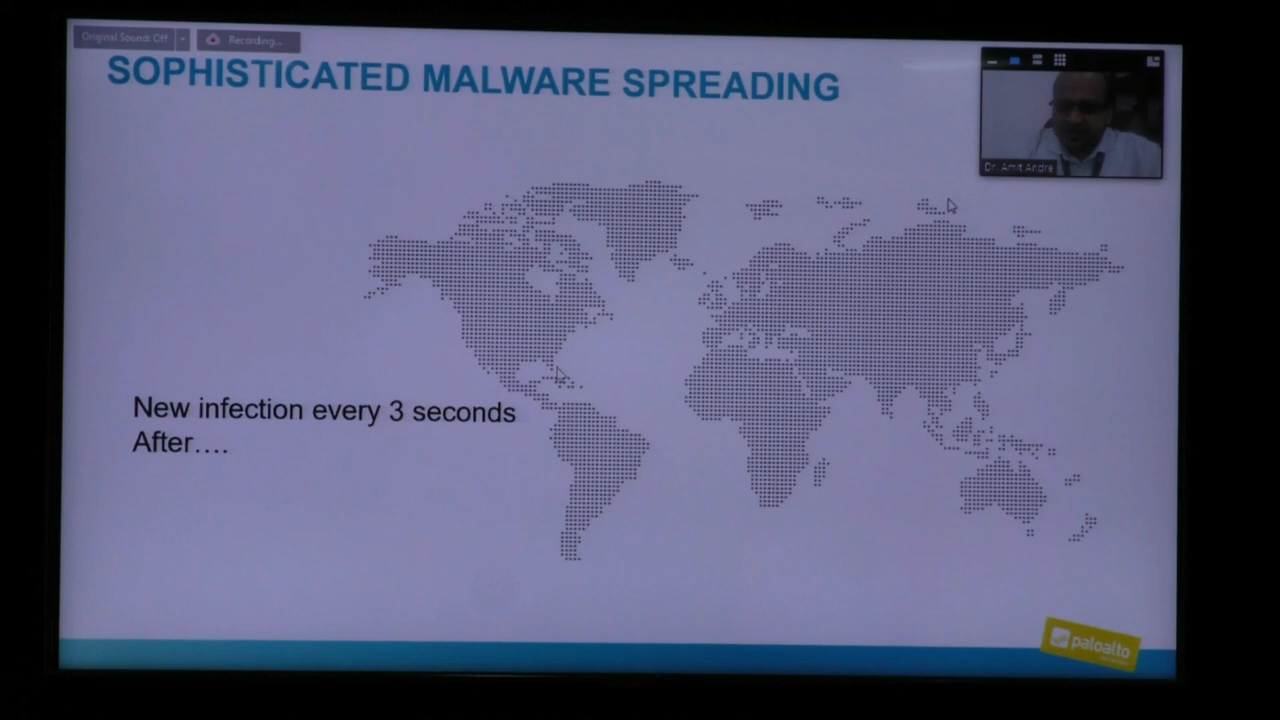 Original Sound: Off
Recording...
SOPHISTICATED MALWARE SPREADING
Dr. Amit Andre
New infection every 3 seconds
After....
paloalto